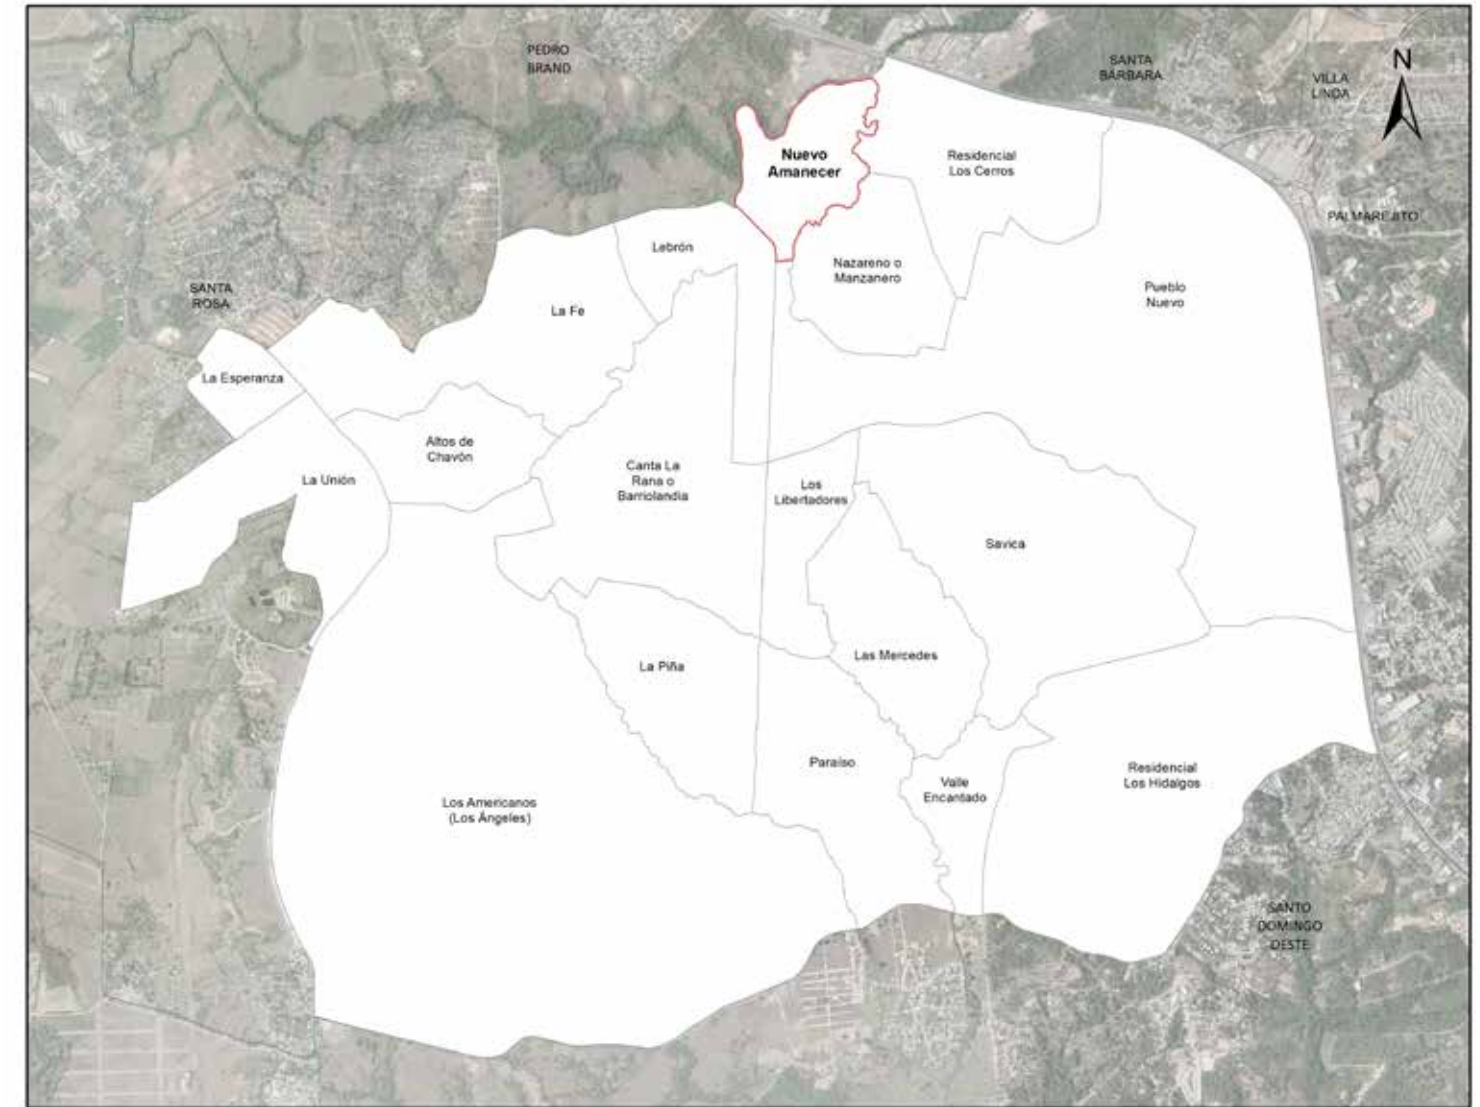 PEDRO
BRAND
SANTA
BÁRBARA
N
VILLA
LINDA
Nuevo
Amanecer
Residencial
Los Cerros
PALMAREJITO
Lebrón
Nazareno o
Manzanero
SANTA
ROSA
Pueblo
Nuevo
La Fe
La Esperanza
Altos de
Chavón
La Unión
Canta La
Rana o
Barriolandia
Los
Libertadores
Savica
Las Mercedes
La Piña
Paraíso
Valle
Encantado
Residencial
Los Hidalgos
Los Americanos
(Los Ángeles)
SANTO
DOMINGO
OESTE